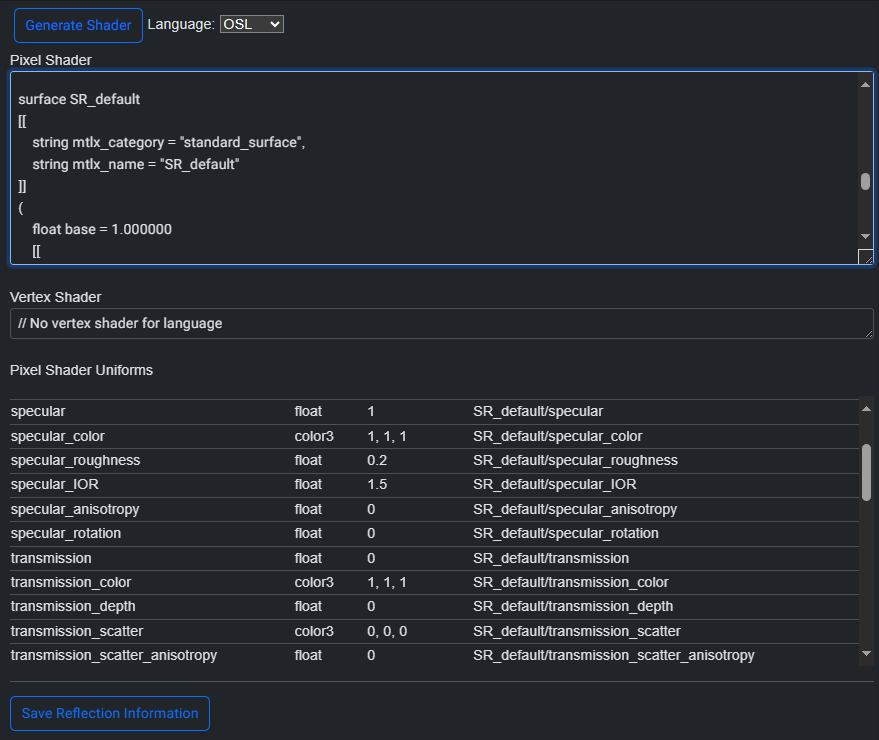 Generate Shader Language: OSL
Pixel Shader
surface SR_default
[[
string mtlx_category = "standard_surface",
string mtlx_name = "SR_default"
]]
(
float base = 1.000000
[[
Vertex Shader
// No vertex shader for language
Pixel Shader Uniforms
specular float 1 SR_default/specular
specular_color color3 1, 1, 1 SR_default/specular_color
specular_roughness float 0.2 SR_default/specular_roughness
specular_IOR float 1.5 SR_default/specular_IOR
specular_anisotropy float 0 SR_default/specular_anisotropy
specular_rotation float 0 SR_default/specular_rotation
transmission float 0 SR_default/transmission
transmission_color color3 1, 1, 1 SR_default/transmission_color
transmission_depth float 0 SR_default/transmission_depth
transmission_scatter color3 0, 0, 0 SR_default/transmission_scatter
transmission_scatter_anisotropy float 0 SR_default/transmission_scatter_anisotropy
Save Reflection Information